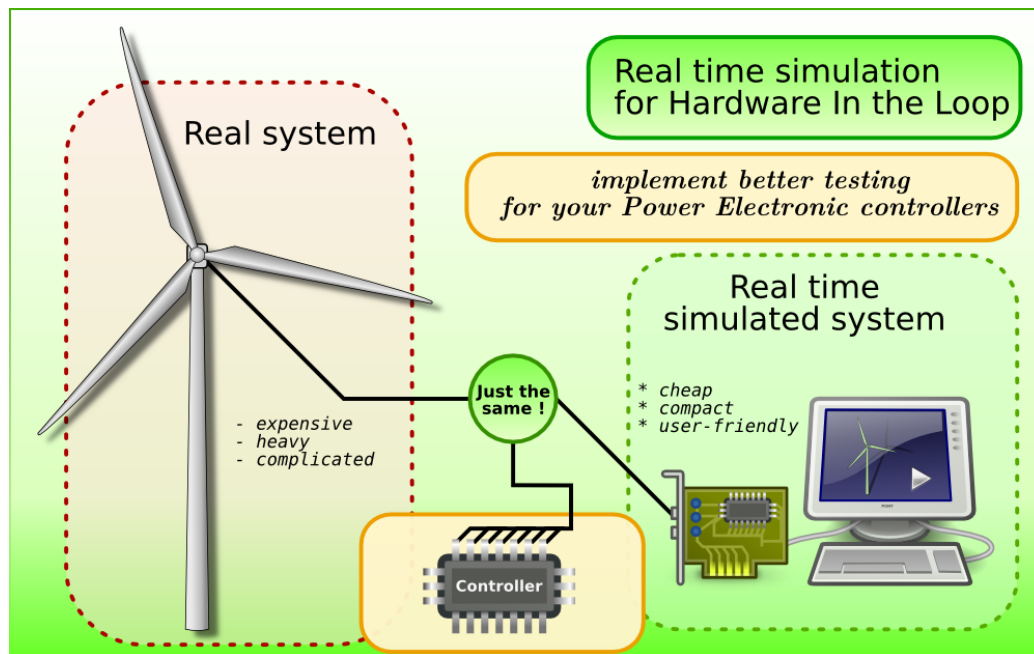 Real time simulation
for Hardware In the Loop
implement better testing
for your Power Electronic controllers
Real system
- expensive
- heavy
- complicated
Just the
same !
Real time
simulated system
* cheap
* compact
* user-friendly
Controller